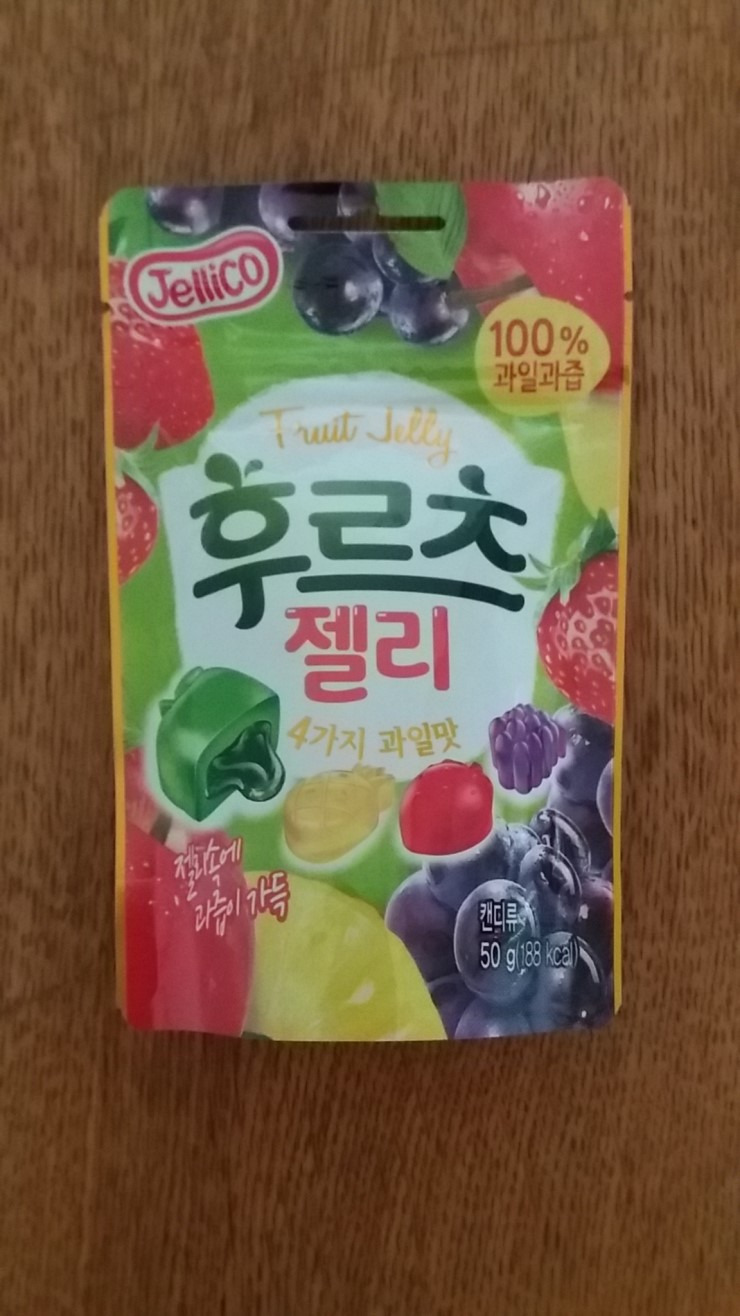 Jellico
100%
과일과즙
Fruit Jelly
후르츠
젤리
4가지 과일맛
젤리속에
과즙이 가득
캔디류
50 g(188 kcal)